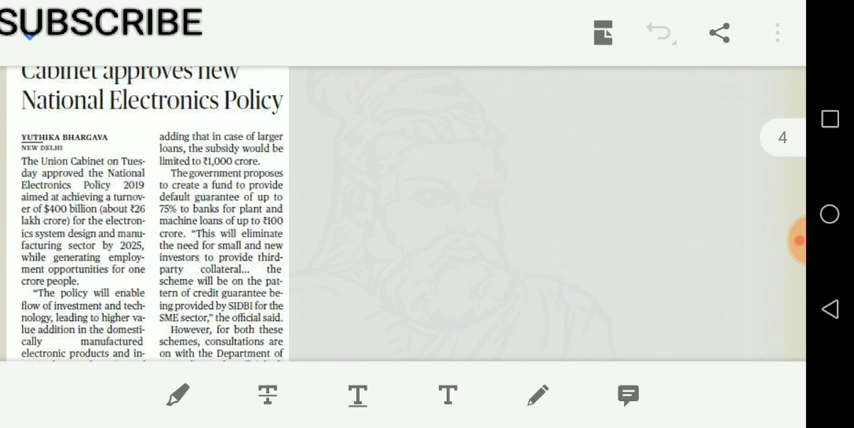 SUBSCRIBE
Cabinet approves new
National Electronics Policy
YUTHIKA BHARGAVA
NEW DELHI
The Union Cabinet on Tues-
day approved the National
Electronics Policy 2019
aimed at achieving a turnov-
er of $400 billion (about ₹26
lakh crore) for the electron-
ics system design and manu-
facturing sector by 2025,
while generating employ-
ment opportunities for one
crore people.
“The policy will enable
flow of investment and tech-
nology, leading to higher va-
lue addition in the domesti-
cally manufactured
electronic products and in-
adding that in case of larger
loans, the subsidy would be
limited to ₹1,000 crore.
The government proposes
to create a fund to provide
default guarantee of up to
75% to banks for plant and
machine loans of up to ₹100
crore. “This will eliminate
the need for small and new
investors to provide third-
party collateral... the
scheme will be on the pat-
tern of credit guarantee be-
ing provided by SIDBI for the
SME sector,” the official said.
However, for both these
schemes, consultations are
on with the Department of
4